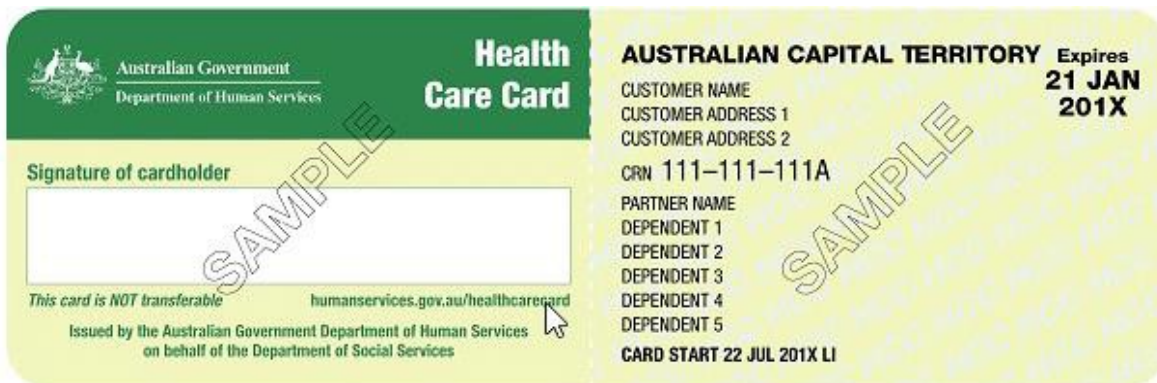 Australian Government
Department of Human Services
Health
Care Card
SAMPLE
Signature of cardholder
This card is NOT transferable
humanservices.gov.au/healthcarecard
Issued by the Australian Government Department of Human Services
on behalf of the Department of Social Services
AUSTRALIAN CAPITAL TERRITORY
Expires
21 JAN
201X
CUSTOMER NAME
CUSTOMER ADDRESS 1
CUSTOMER ADDRESS 2
CRN 111–111–111A
SAMPLE
PARTNER NAME
DEPENDENT 1
DEPENDENT 2
DEPENDENT 3
DEPENDENT 4
DEPENDENT 5
CARD START 22 JUL 201X LI